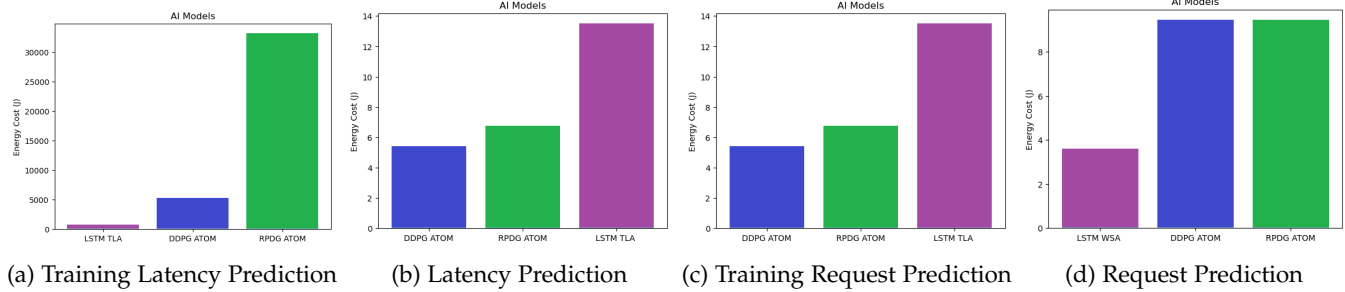 AI Models
Energy Cost (J)
30000
25000
20000
15000
10000
5000
0
LSTM TLA DDPG ATOM RPDG ATOM
(a) Training Latency Prediction
AI Models
Energy Cost (J)
14
12
10
8
6
4
2
0
DDPG ATOM RPDG ATOM LSTM TLA
(b) Latency Prediction
AI Models
Energy Cost (J)
14
12
10
8
6
4
2
0
DDPG ATOM RPDG ATOM LSTM TLA
(c) Training Request Prediction
AI Models
Energy Cost (J)
8
6
4
2
0
LSTM WSA DDPG ATOM RPDG ATOM
(d) Request Prediction